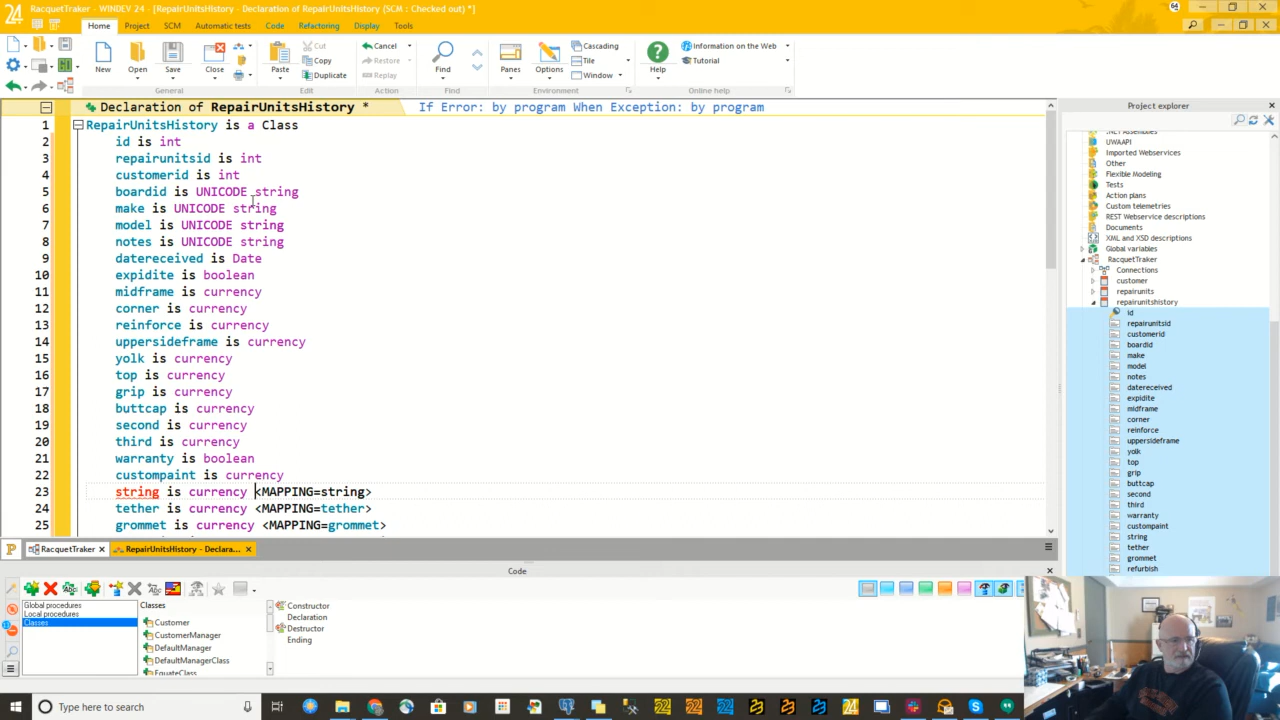 RacquetTraker - WINDEV 24 - [RepairUnitsHistory - Declaration of RepairUnitsHistory (SCM : Checked out) *]
24
64
Home Project SCM Automatic tests Code Refactoring Display Tools
New Open Save Close
General
Paste Cut Copy Duplicate
Edit
Cancel Restore Replay
Action
Find
Find
Panes Options Cascading Tile Window
Environment
Help Information on the Web Tutorial
Online help
Declaration of RepairUnitsHistory * If Error: by program When Exception: by program
1 RepairUnitsHistory is a Class
2 id is int
3 repairunitsid is int
4 customerid is int
5 boardid is UNICODE string
6 make is UNICODE string
7 model is UNICODE string
8 notes is UNICODE string
9 datereceived is Date
10 expidite is boolean
11 midframe is currency
12 corner is currency
13 reinforce is currency
14 uppersideframe is currency
15 yolk is currency
16 top is currency
17 grip is currency
18 buttcap is currency
19 second is currency
20 third is currency
21 warranty is boolean
22 custompaint is currency
23 string is currency <MAPPING=string>
24 tether is currency <MAPPING=tether>
25 grommet is currency <MAPPING=grommet>
Project explorer
.NET Assemblies
UWAAPI
Imported Webservices
Other
Flexible Modeling
Tests
Action plans
Custom telemetries
REST Webservice descriptions
Documents
XML and XSD descriptions
Global variables
RacquetTraker
Connections
customer
repairunits
repairunitshistory
id
repairunitsid
customerid
boardid
make
model
notes
datereceived
expidite
midframe
corner
reinforce
uppersideframe
yolk
top
grip
buttcap
second
third
warranty
custompaint
string
tether
grommet
refurbish
RacquetTraker RepairUnitsHistory - Declara...
Code
Global procedures
Local procedures
Classes
Classes
Customer
CustomerManager
DefaultManager
DefaultManagerClass
EquateClass
Constructor
Declaration
Destructor
Ending
Type here to search